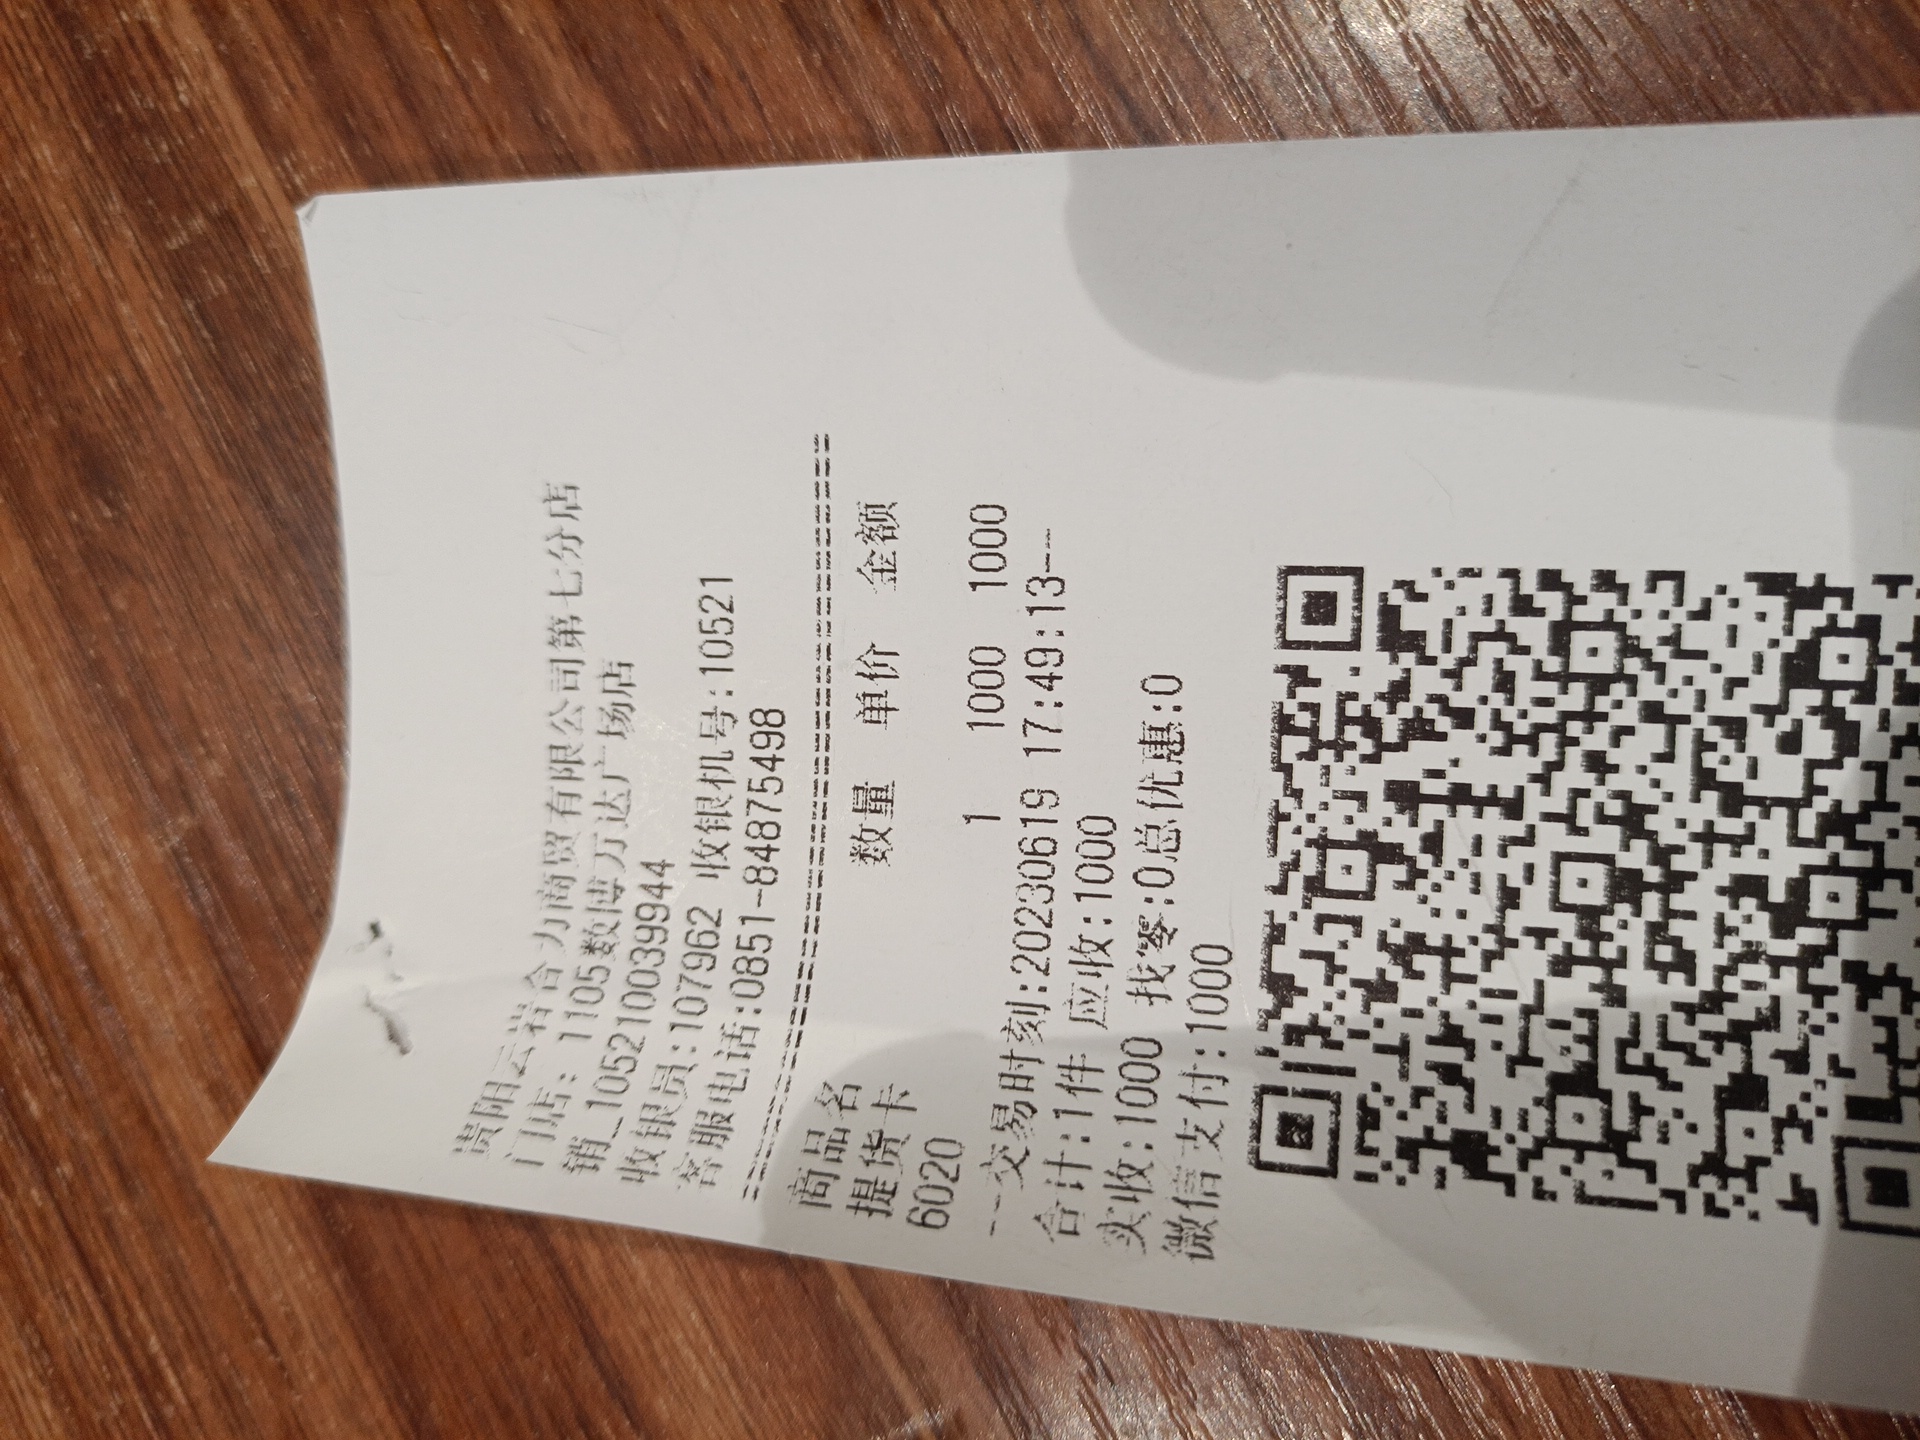 贵阳云岩合力商贸有限公司第七分店
门店：1105数博万达广场店
销_1052100399​44
收银员:1079​62 收银机号:10521
客服电话:0851-84875498
商品名 数量 单价 金额
提货卡
6020 1 1000 1000
--交易时刻:20230619 17:49:13--
合计:1件 应收:1000
实收:1000 找零:0总优惠:0
微信支付:1000